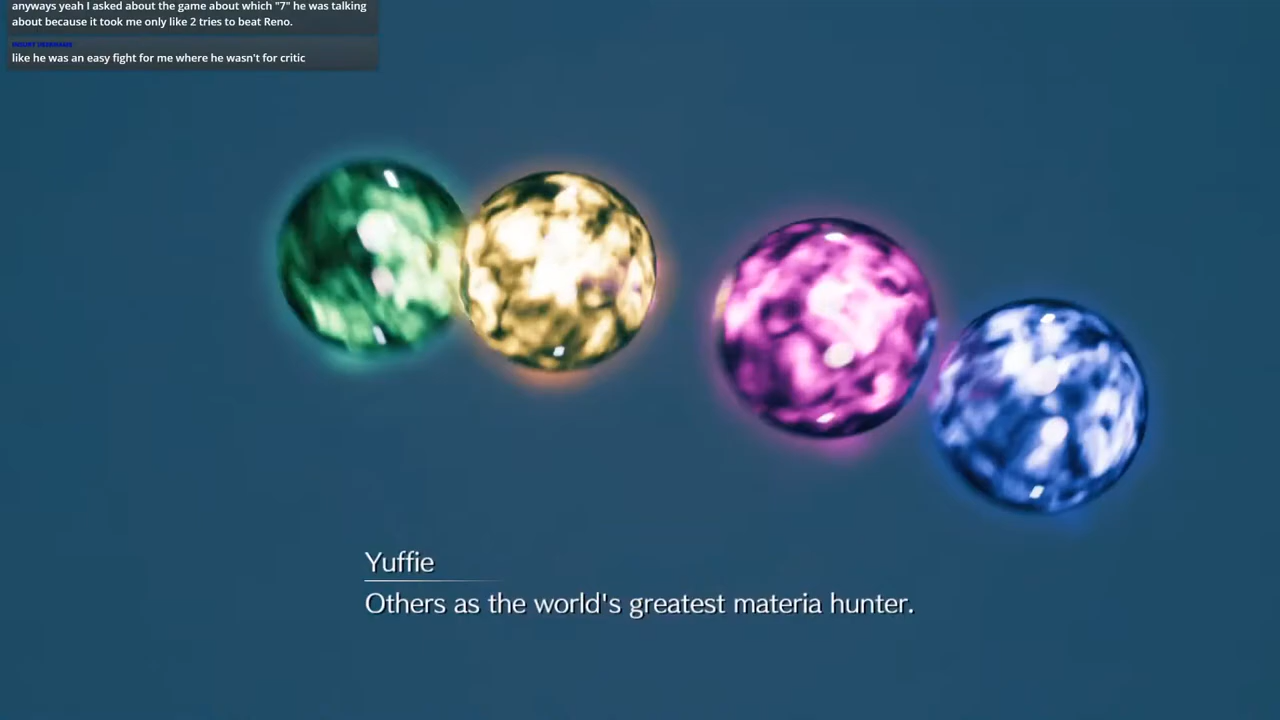 anyways yeah I asked about the game about which "7" he was talking
about because it took me only like 2 tries to beat Reno.
INSERT USERNAME
like he was an easy fight for me where he wasn't for critic
Yuffie
Others as the world's greatest materia hunter.